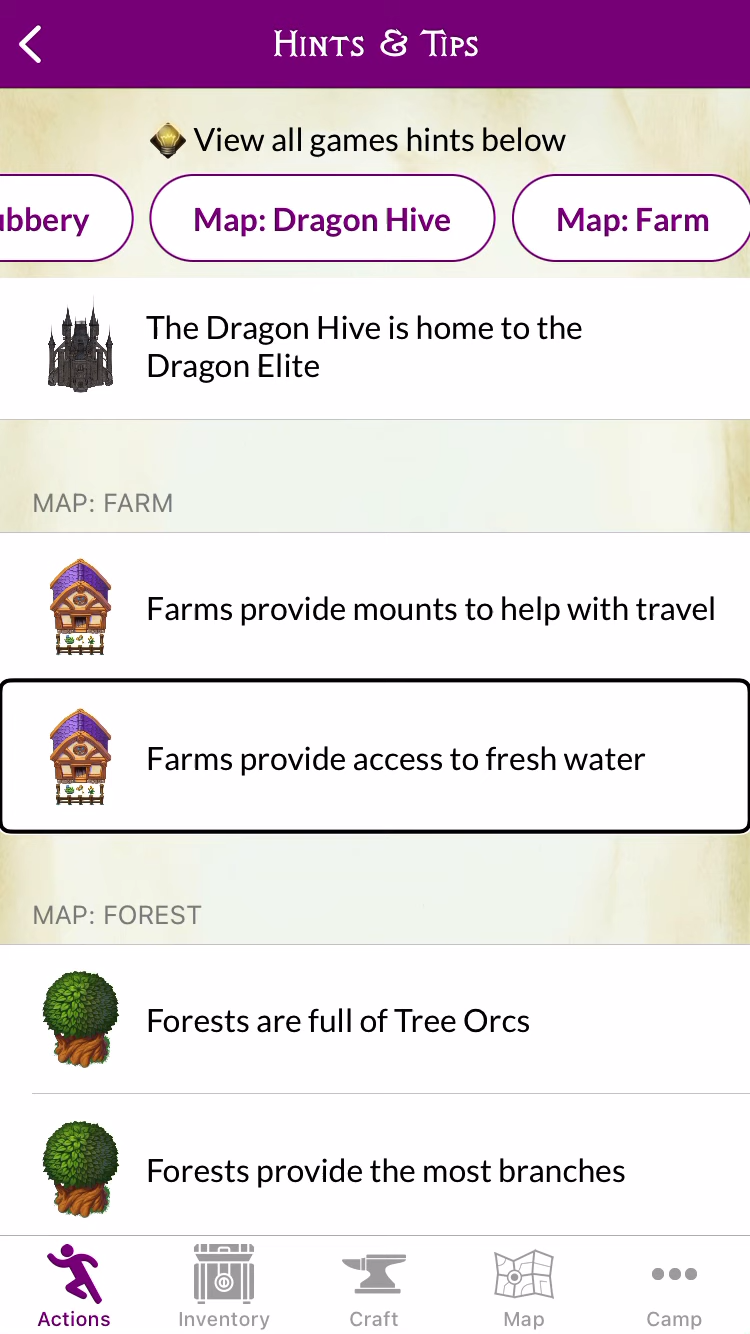 Hints & Tips
View all games hints below
ubbery
Map: Dragon Hive
Map: Farm
The Dragon Hive is home to the
Dragon Elite
MAP: FARM
Farms provide mounts to help with travel
Farms provide access to fresh water
MAP: FOREST
Forests are full of Tree Orcs
Forests provide the most branches
Actions
Inventory
Craft
Map
Camp